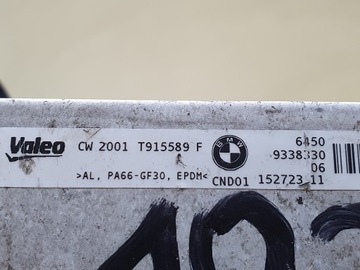 Valeo
CW 2001 T915589 F
>AL, PA66-GF30, EPDM<
BMW
6450
9338330
06
CND01 152723 11